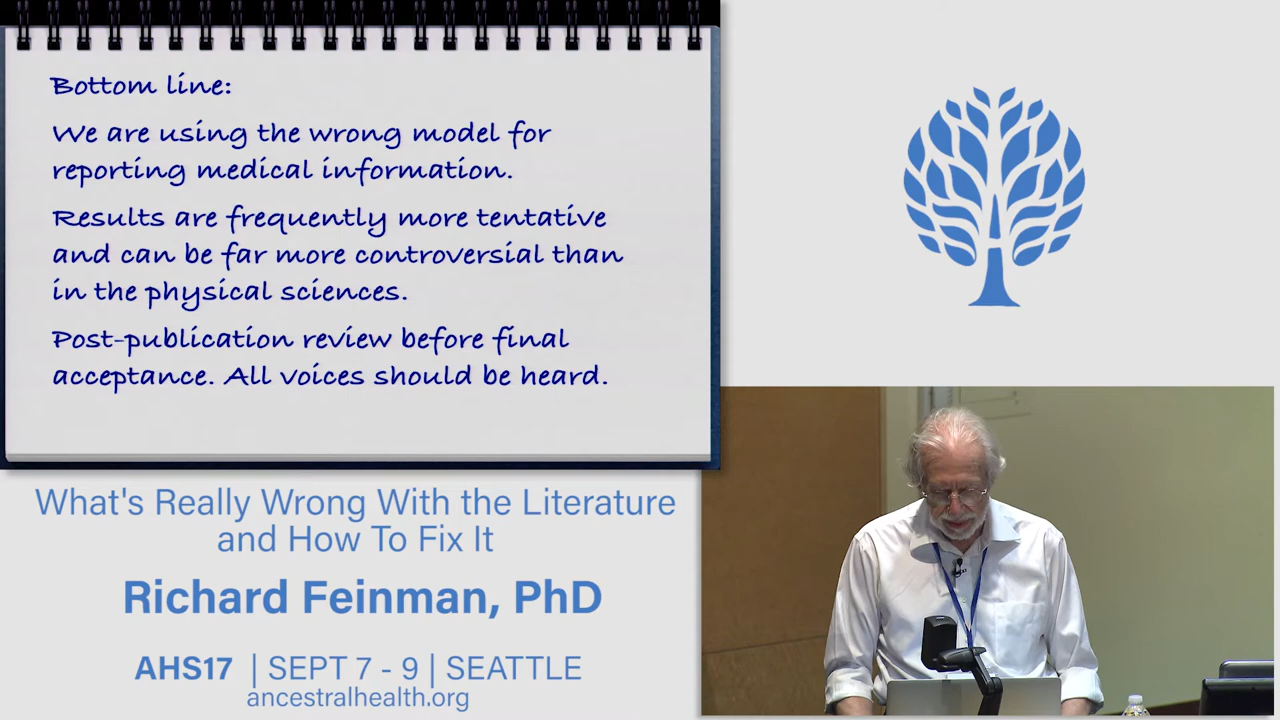 Bottom line:
We are using the wrong model for
reporting medical information.
Results are frequently more tentative
and can be far more controversial than
in the physical sciences.
Post-publication review before final
acceptance. All voices should be heard.
What's Really Wrong With the Literature
and How To Fix It
Richard Feinman, PhD
AHS17 | SEPT 7 - 9 | SEATTLE
ancestralhealth.org